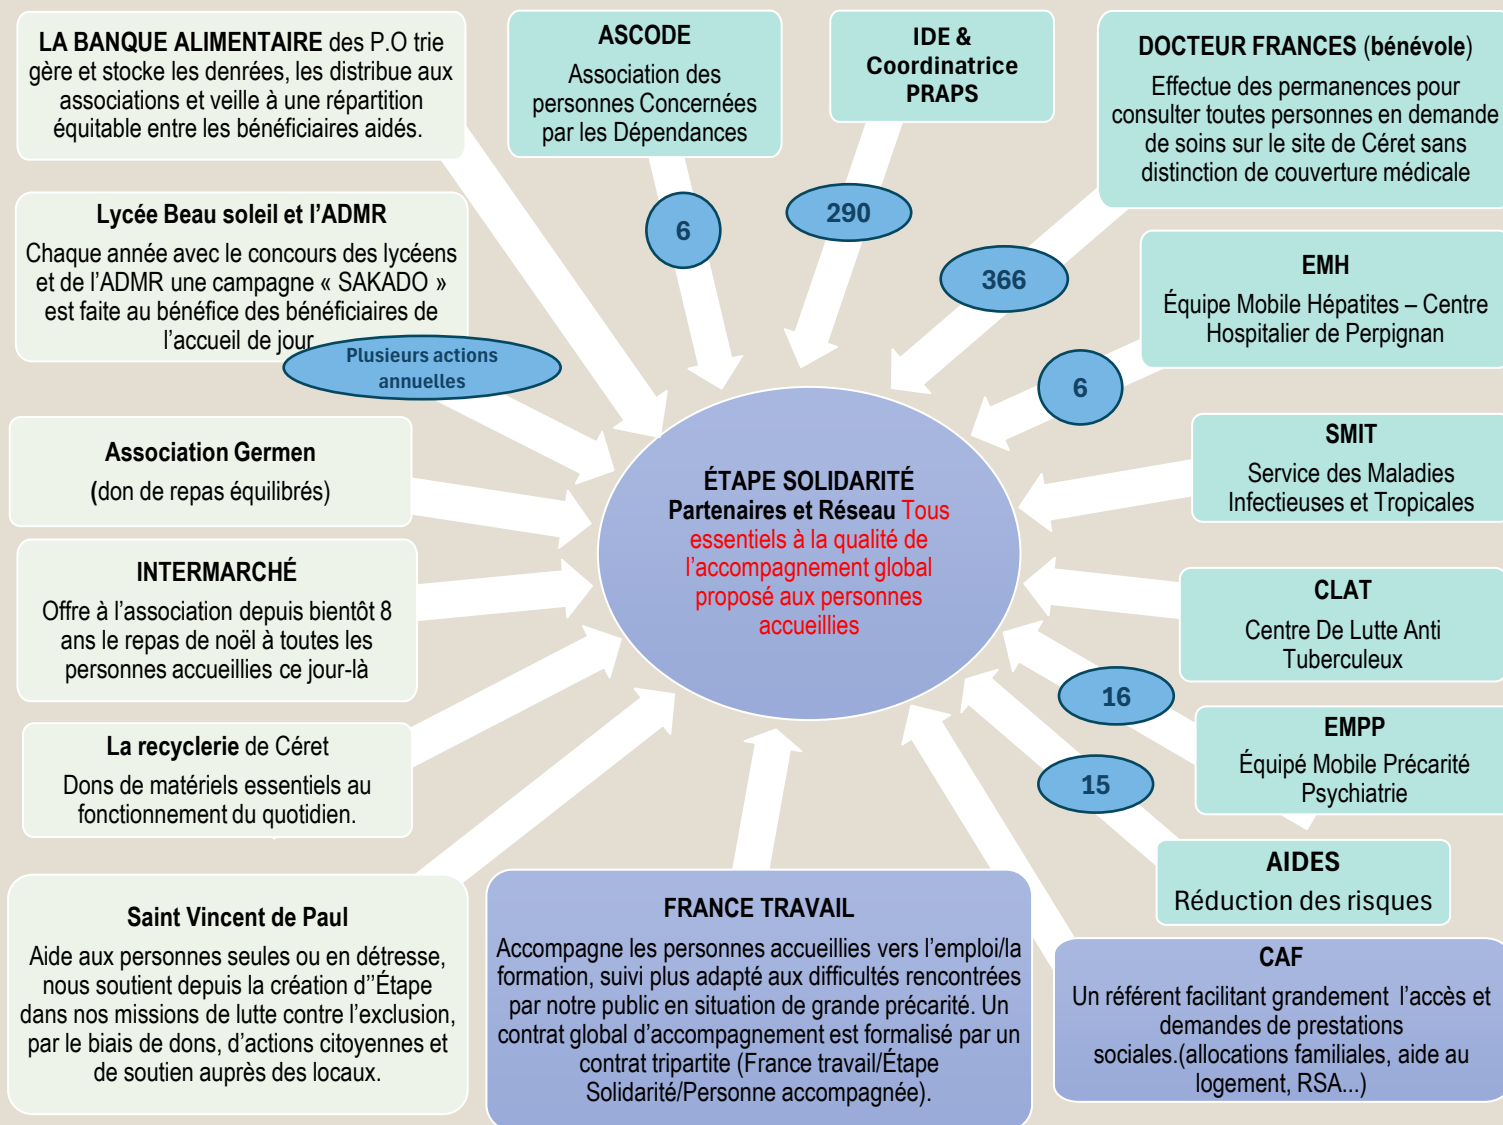 LA BANQUE ALIMENTAIRE des P.O trie
gère et stocke les denrées, les distribue aux
associations et veille à une répartition
équitable entre les bénéficiaires aidés.
ASCODE
Association des
personnes Concernées
par les Dépendances
IDE &
Coordinatrice
PRAPS
DOCTEUR FRANCES (bénévole)
Effectue des permanences pour
consulter toutes personnes en demande
de soins sur le site de Céret sans
distinction de couverture médicale
Lycée Beau soleil et l’ADMR
Chaque année avec le concours des lycéens
et de l’ADMR une campagne « SAKADO »
est faite au bénéfice des bénéficiaires de
l’accueil de jour
Plusieurs actions
annuelles
6
290
366
EMH
Équipe Mobile Hépatites – Centre
Hospitalier de Perpignan
6
Association Germen
(don de repas équilibrés)
SMIT
Service des Maladies
Infectieuses et Tropicales
ÉTAPE SOLIDARITÉ
Partenaires et Réseau Tous
essentiels à la qualité de
l’accompagnement global
proposé aux personnes
accueillies
INTERMARCHÉ
Offre à l’association depuis bientôt 8
ans le repas de noël à toutes les
personnes accueillies ce jour-là
CLAT
Centre De Lutte Anti
Tuberculeux
16
La recyclerie de Céret
Dons de matériels essentiels au
fonctionnement du quotidien.
EMPP
Équipé Mobile Précarité
Psychiatrie
15
AIDES
Réduction des risques
Saint Vincent de Paul
Aide aux personnes seules ou en détresse,
nous soutient depuis la création d’’Étape
dans nos missions de lutte contre l’exclusion,
par le biais de dons, d’actions citoyennes et
de soutien auprès des locaux.
FRANCE TRAVAIL
Accompagne les personnes accueillies vers l’emploi/la
formation, suivi plus adapté aux difficultés rencontrées
par notre public en situation de grande précarité. Un
contrat global d’accompagnement est formalisé par un
contrat tripartite (France travail/Étape
Solidarité/Personne accompagnée).
CAF
Un référent facilitant grandement l’accès et
demandes de prestations
sociales.(allocations familiales, aide au
logement, RSA...)